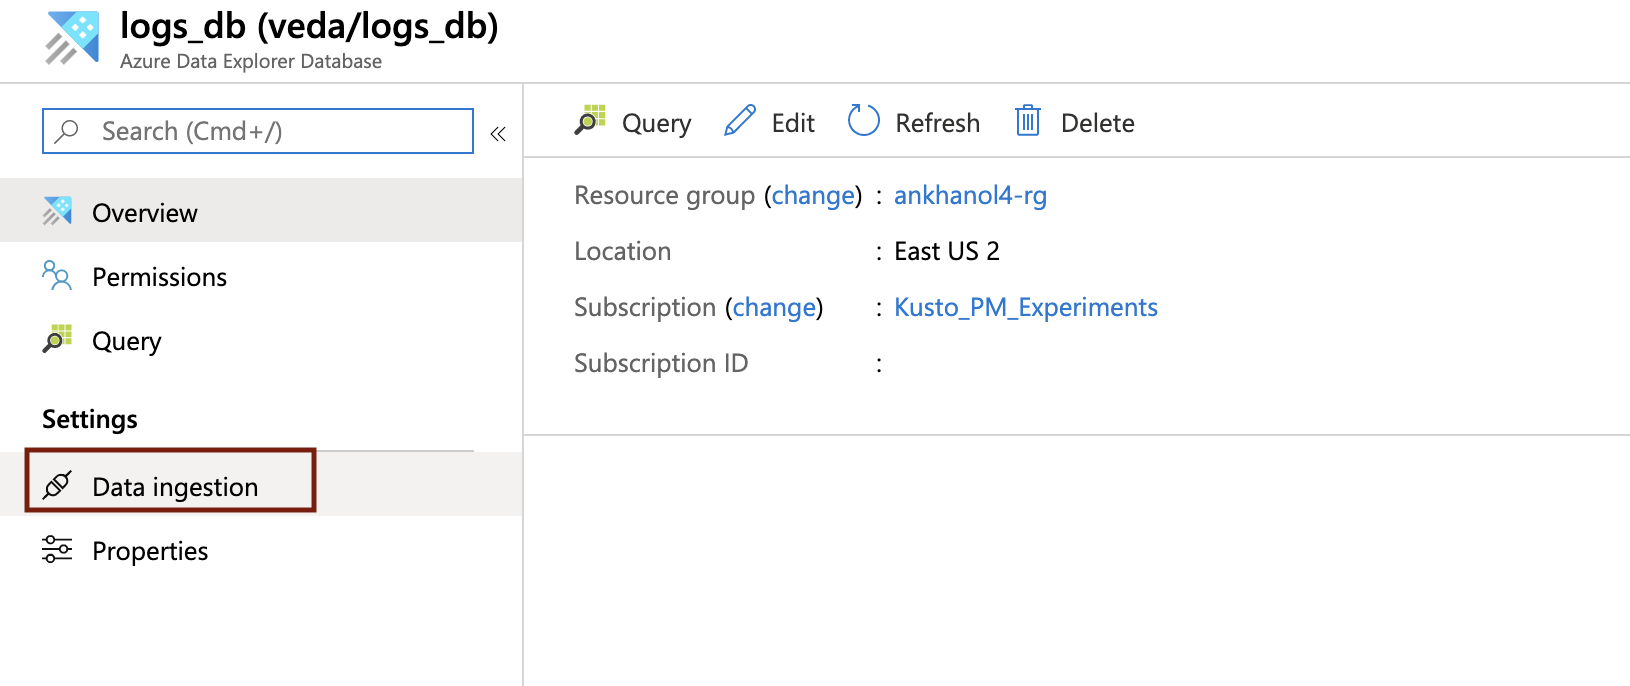 logs_db (veda/logs_db)
Azure Data Explorer Database
Search (Cmd+/)
«
Overview
Permissions
Query
Settings
Data ingestion
Properties
Query Edit Refresh Delete
Resource group (change) : ankhanol4-rg
Location : East US 2
Subscription (change) : Kusto_PM_Experiments
Subscription ID :